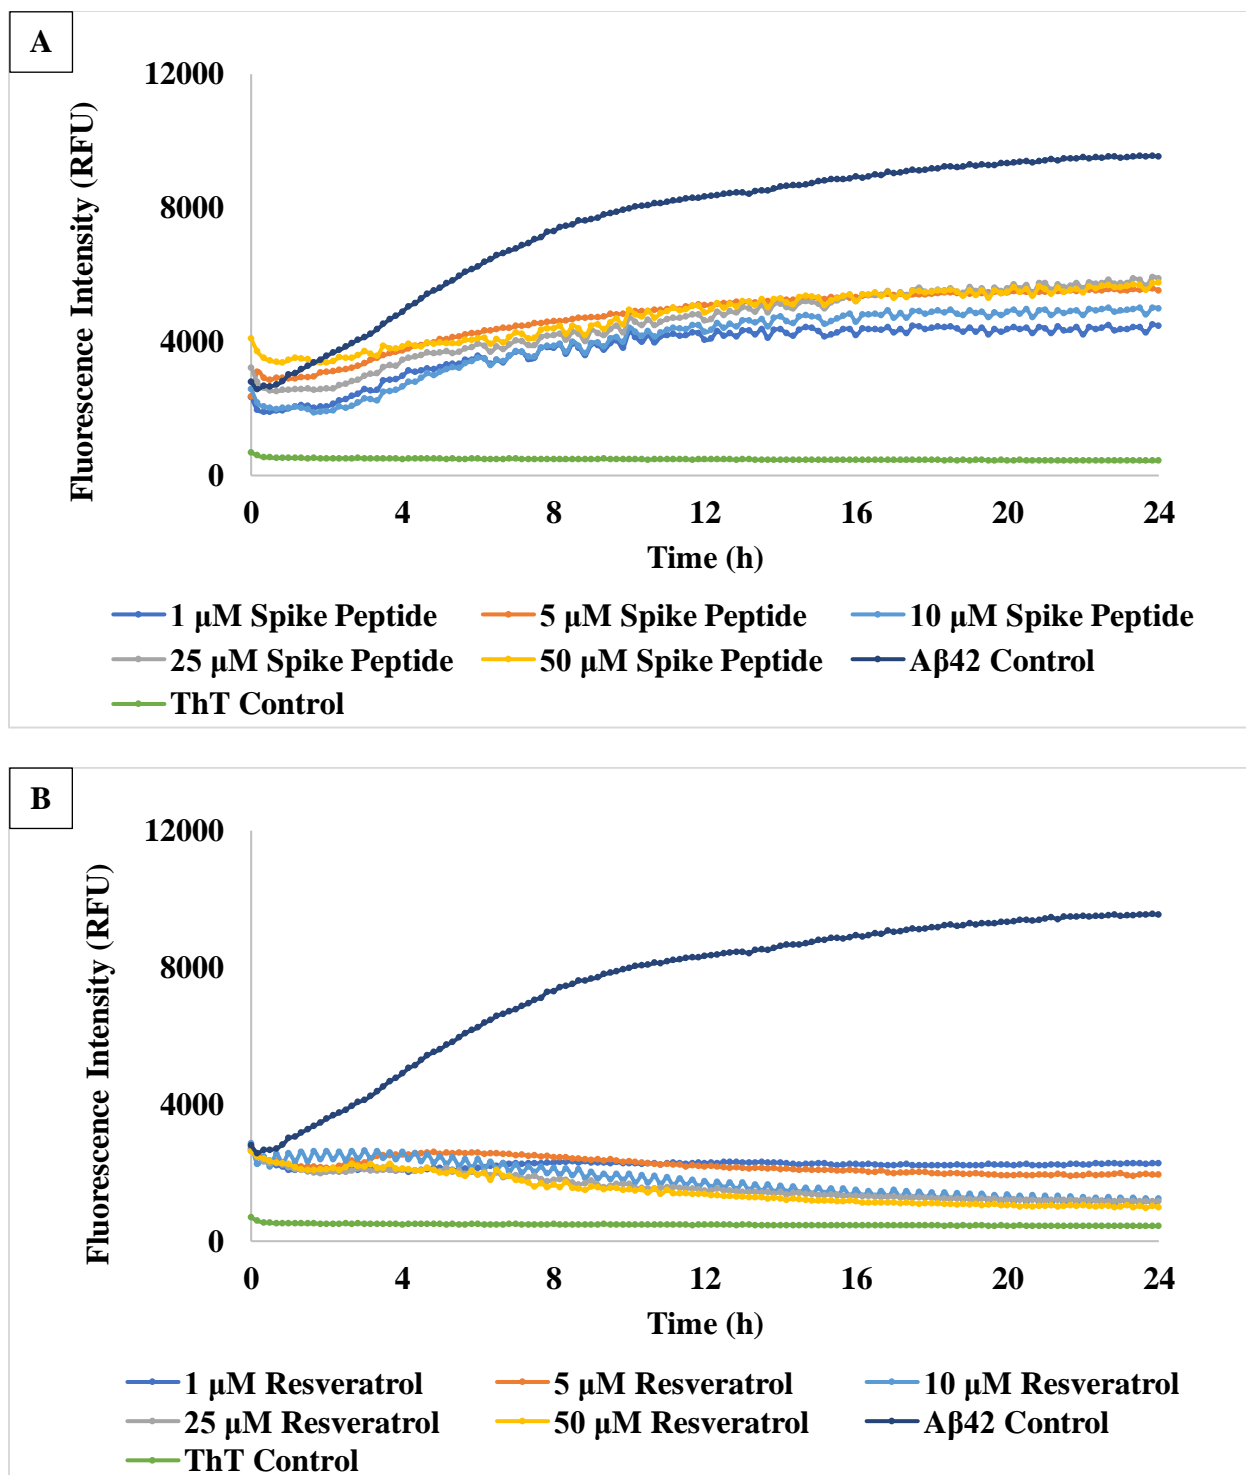 A
12000
8000
4000
0
Fluorescence Intensity (RFU)
0 4 8 12 16 20 24
Time (h)
1 μM Spike Peptide 5 μM Spike Peptide 10 μM Spike Peptide
25 μM Spike Peptide 50 μM Spike Peptide Aβ42 Control
ThT Control
B
12000
8000
4000
0
Fluorescence Intensity (RFU)
0 4 8 12 16 20 24
Time (h)
1 μM Resveratrol 5 μM Resveratrol 10 μM Resveratrol
25 μM Resveratrol 50 μM Resveratrol Aβ42 Control
ThT Control